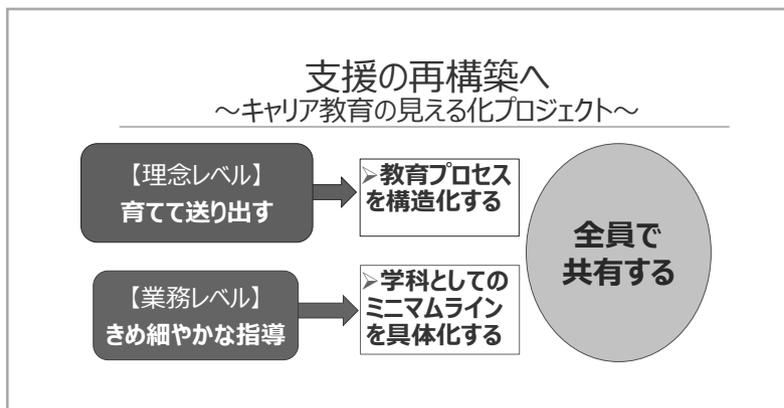 支援の再構築へ
～キャリア教育の見える化プロジェクト～
【理念レベル】
育てて送り出す
➢教育プロセス
を構造化する
【業務レベル】
きめ細やかな指導
➢学科としての
ミニマムライン
を具体化する
全員で
共有する